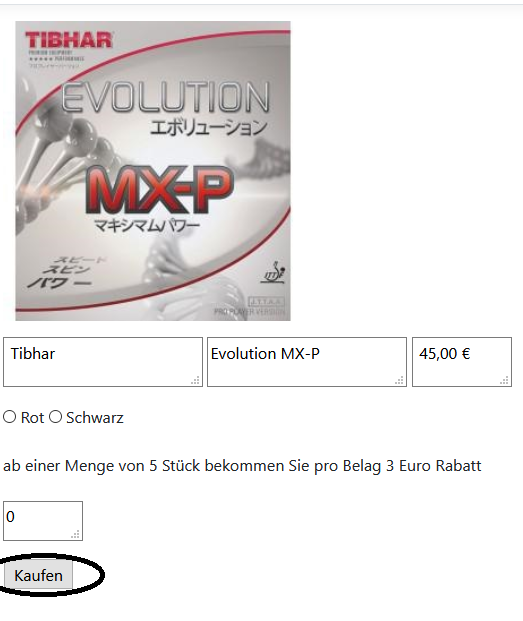 TIBHAR
PREMIUM EQUIPMENT
PERFORMANCE
EVOLUTION
エボリューション
MX-P
マキシマムパワー
スピード
スピン
パワー
ITTF
J.T.T.A.A
PRO PLAYER VERSION
Tibhar
Evolution MX-P
45,00 €
Rot Schwarz
ab einer Menge von 5 Stück bekommen Sie pro Belag 3 Euro Rabatt
0
Kaufen